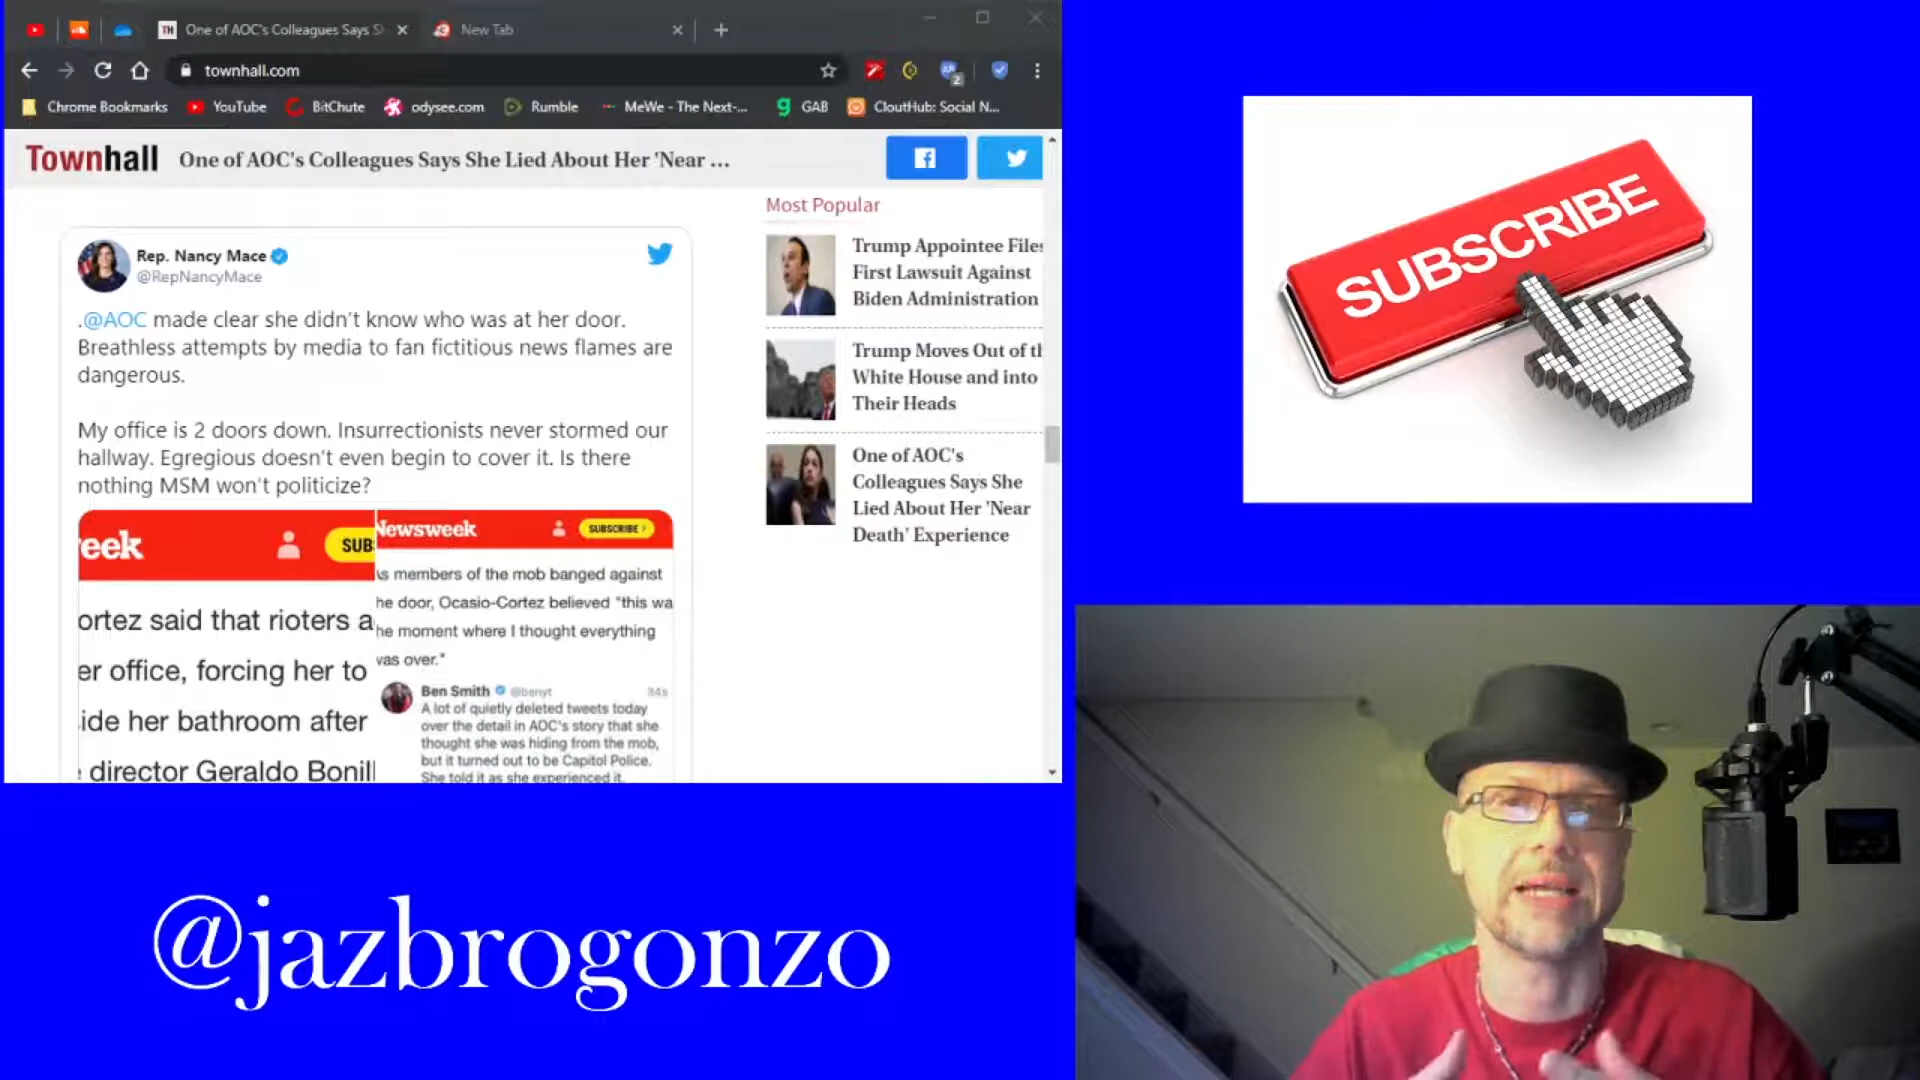 TH One of AOC's Colleagues Says S
New Tab
townhall.com
2
Chrome Bookmarks
YouTube
BitChute
odysee.com
Rumble
MeWe - The Next-...
GAB
CloutHub: Social N...
Townhall
One of AOC's Colleagues Says She Lied About Her 'Near ...
Rep. Nancy Mace
@RepNancyMace
.@AOC made clear she didn't know who was at her door.
Breathless attempts by media to fan fictitious news flames are
dangerous.
My office is 2 doors down. Insurrectionists never stormed our
hallway. Egregious doesn't even begin to cover it. Is there
nothing MSM won't politicize?
eek
SUB
ortez said that rioters a
er office, forcing her to
ide her bathroom after
director Geraldo Bonill
Newsweek
SUBSCRIBE ›
s members of the mob banged against
he door, Ocasio-Cortez believed "this wa
he moment where I thought everything
vas over."
Ben Smith @benyt 34s
A lot of quietly deleted tweets today
over the detail in AOC's story that she
thought she was hiding from the mob,
but it turned out to be Capitol Police.
She told it as she experienced it.
Most Popular
Trump Appointee Files
First Lawsuit Against
Biden Administration
Trump Moves Out of th
White House and into
Their Heads
One of AOC's
Colleagues Says She
Lied About Her 'Near
Death' Experience
SUBSCRIBE
@jazbrogonzo